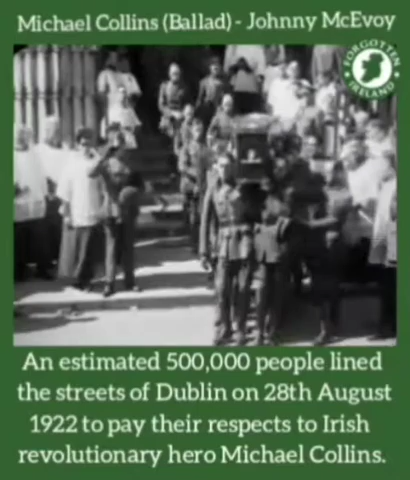 Michael Collins (Ballad) - Johnny McEvoy
FORGOTTEN
IRELAND
An estimated 500,000 people lined
the streets of Dublin on 28th August
1922 to pay their respects to Irish
revolutionary hero Michael Collins.